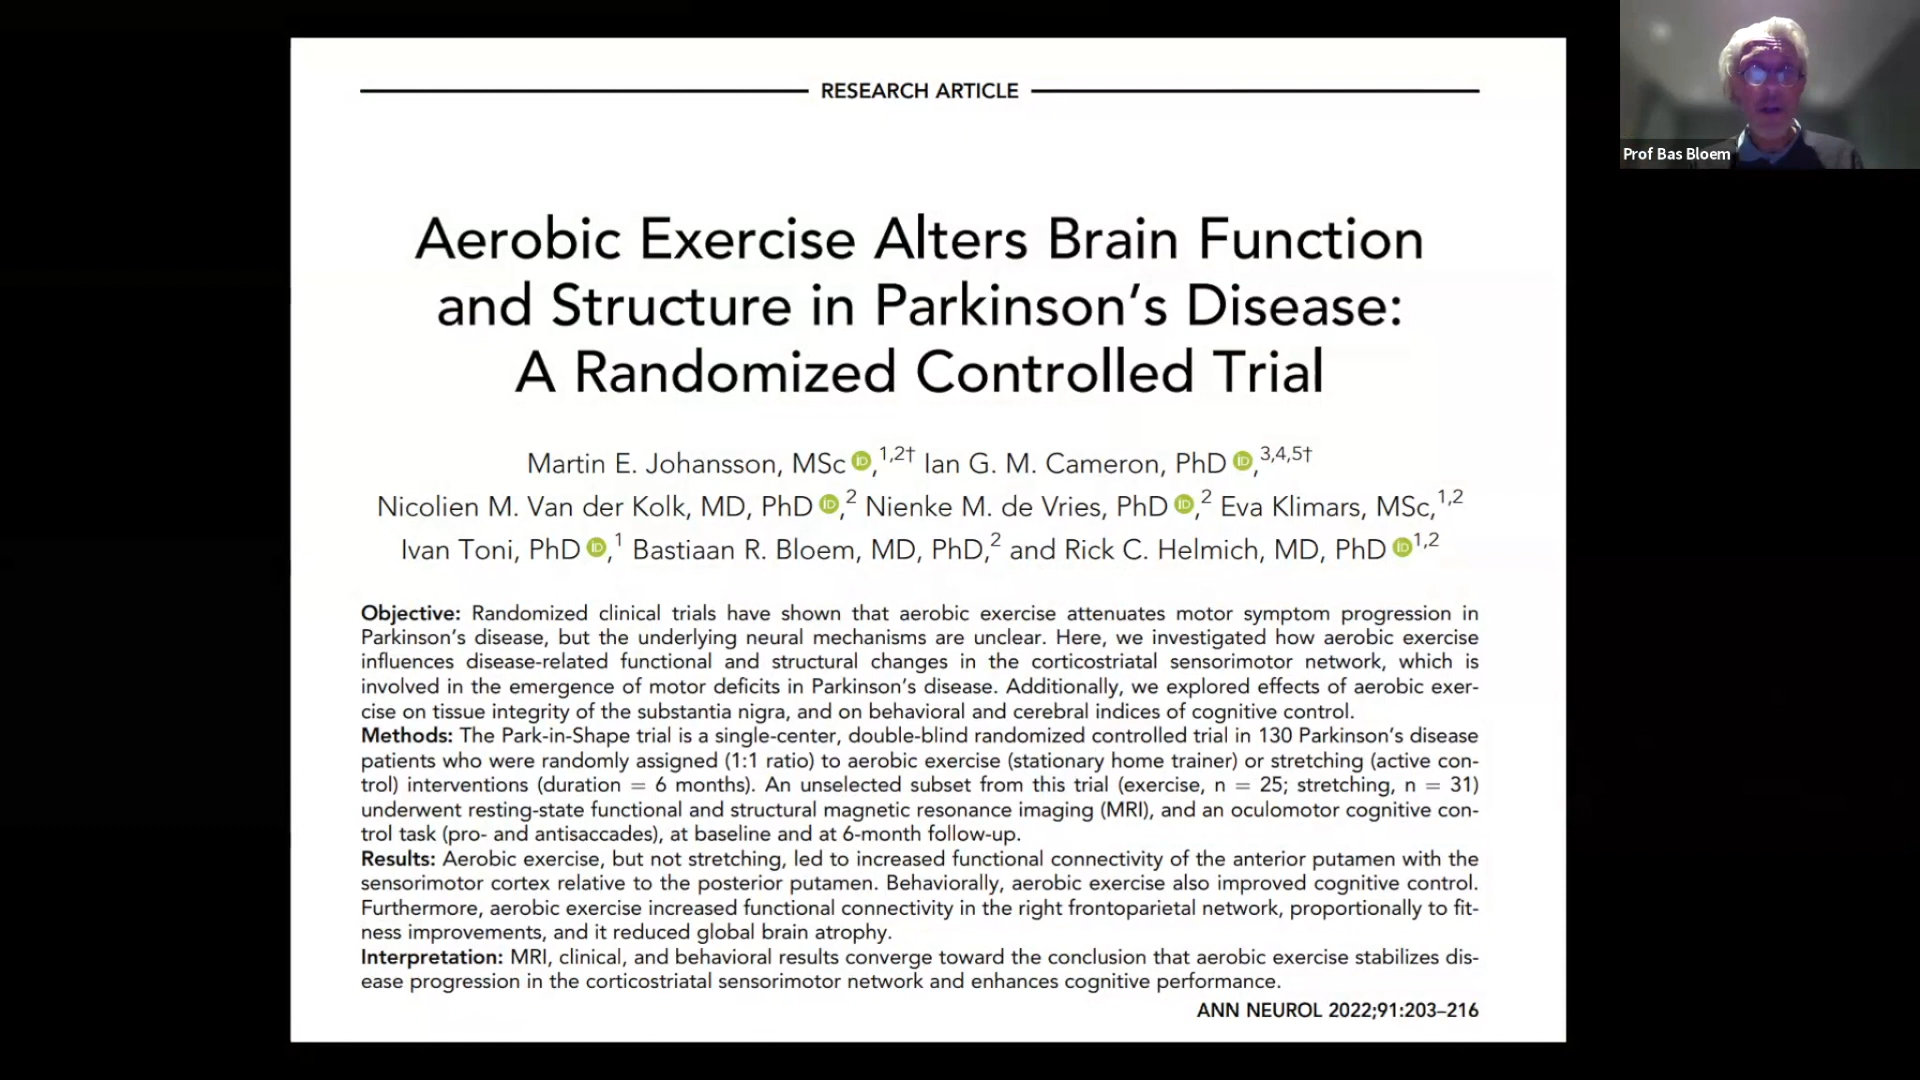 RESEARCH ARTICLE
Prof Bas Bloem
Aerobic Exercise Alters Brain Function
and Structure in Parkinson’s Disease:
A Randomized Controlled Trial
Martin E. Johansson, MSc iD,1,2† Ian G. M. Cameron, PhD iD,3,4,5†
Nicolien M. Van der Kolk, MD, PhD iD,2 Nienke M. de Vries, PhD iD,2 Eva Klimars, MSc,1,2
Ivan Toni, PhD iD,1 Bastiaan R. Bloem, MD, PhD,2 and Rick C. Helmich, MD, PhD iD1,2
Objective: Randomized clinical trials have shown that aerobic exercise attenuates motor symptom progression in
Parkinson’s disease, but the underlying neural mechanisms are unclear. Here, we investigated how aerobic exercise
influences disease-related functional and structural changes in the corticostriatal sensorimotor network, which is
involved in the emergence of motor deficits in Parkinson’s disease. Additionally, we explored effects of aerobic exer-
cise on tissue integrity of the substantia nigra, and on behavioral and cerebral indices of cognitive control.
Methods: The Park-in-Shape trial is a single-center, double-blind randomized controlled trial in 130 Parkinson’s disease
patients who were randomly assigned (1:1 ratio) to aerobic exercise (stationary home trainer) or stretching (active con-
trol) interventions (duration = 6 months). An unselected subset from this trial (exercise, n = 25; stretching, n = 31)
underwent resting-state functional and structural magnetic resonance imaging (MRI), and an oculomotor cognitive con-
trol task (pro- and antisaccades), at baseline and at 6-month follow-up.
Results: Aerobic exercise, but not stretching, led to increased functional connectivity of the anterior putamen with the
sensorimotor cortex relative to the posterior putamen. Behaviorally, aerobic exercise also improved cognitive control.
Furthermore, aerobic exercise increased functional connectivity in the right frontoparietal network, proportionally to fit-
ness improvements, and it reduced global brain atrophy.
Interpretation: MRI, clinical, and behavioral results converge toward the conclusion that aerobic exercise stabilizes dis-
ease progression in the corticostriatal sensorimotor network and enhances cognitive performance.
ANN NEUROL 2022;91:203–216